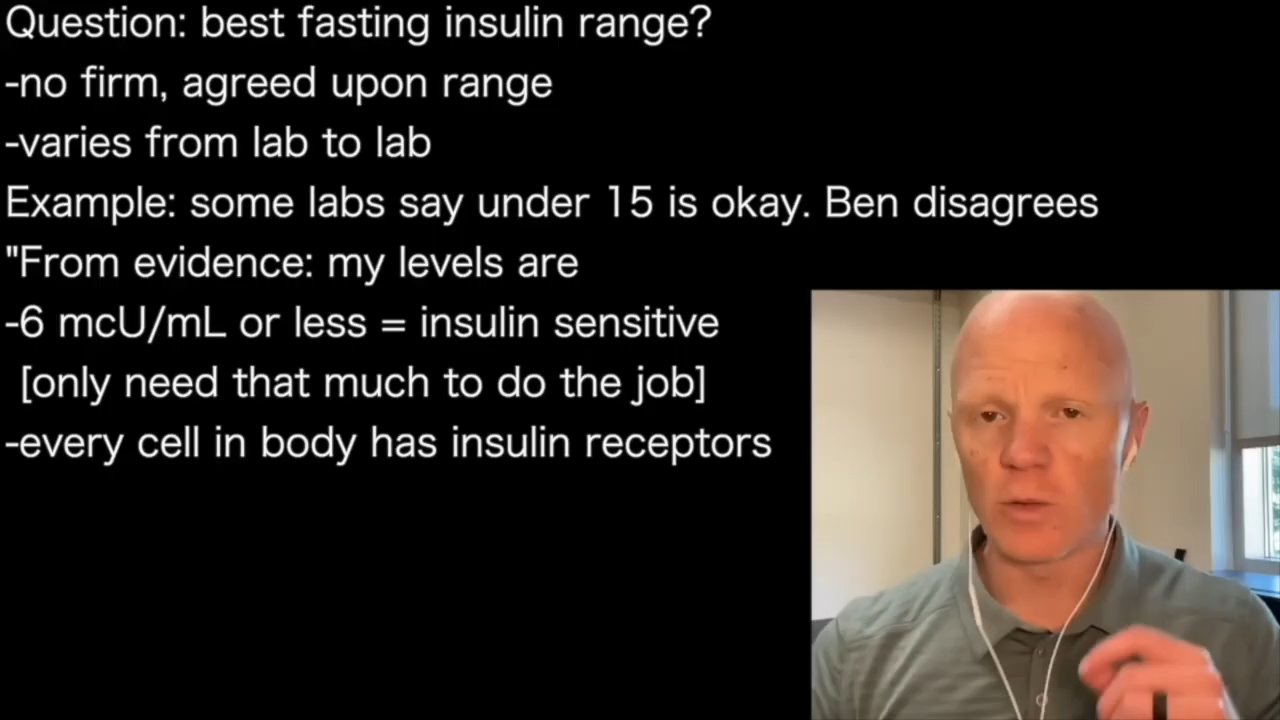 Question: best fasting insulin range?
-no firm, agreed upon range
-varies from lab to lab
Example: some labs say under 15 is okay. Ben disagrees
"From evidence: my levels are
-6 mcU/mL or less = insulin sensitive
[only need that much to do the job]
-every cell in body has insulin receptors